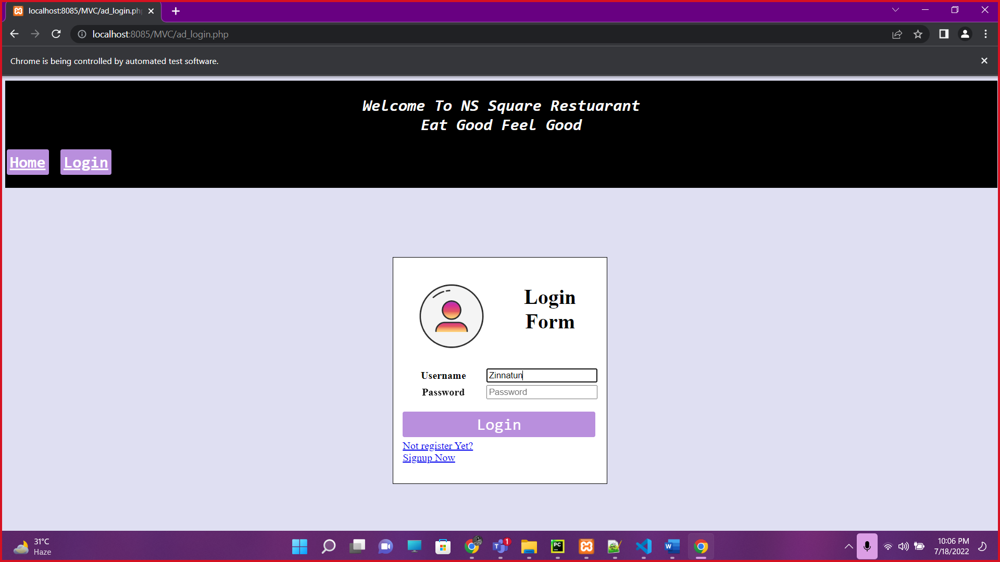 localhost:8085/MVC/ad_login.ph
localhost:8085/MVC/ad_login.php
Chrome is being controlled by automated test software.
Welcome To NS Square Restuarant
Eat Good Feel Good
Home Login
Login
Form
Username Zinnatun
Password Password
Login
Not register Yet?
Signup Now
31°C
Haze
1
PC
W
10:06 PM
7/18/2022